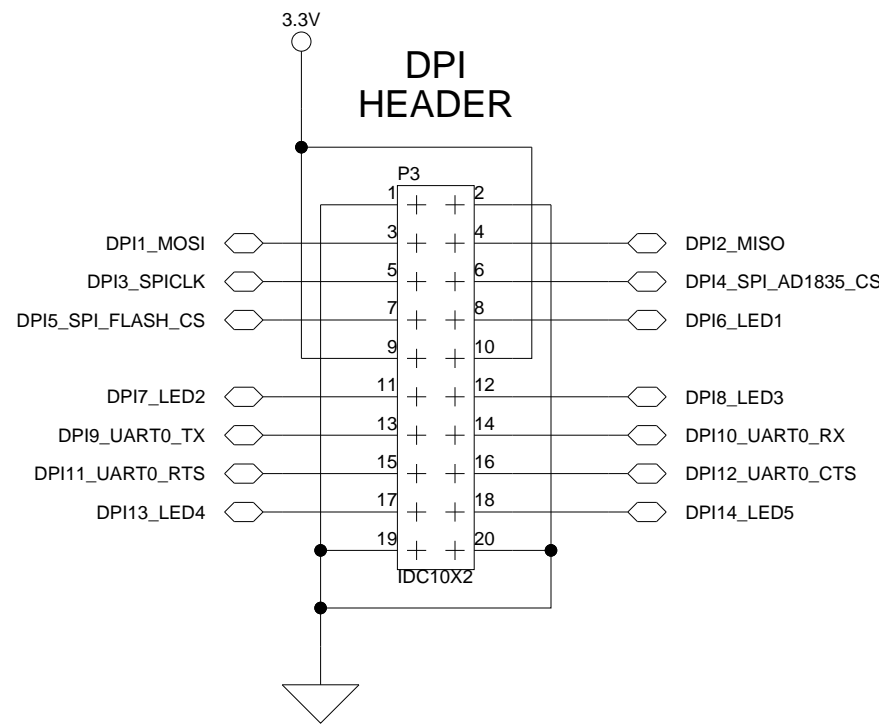 3.3V
DPI
HEADER
P3
1 2
DPI1_MOSI 3 4 DPI2_MISO
DPI3_SPICLK 5 6 DPI4_SPI_AD1835_CS
DPI5_SPI_FLASH_CS 7 8 DPI6_LED1
9 10
DPI7_LED2 11 12 DPI8_LED3
DPI9_UART0_TX 13 14 DPI10_UART0_RX
DPI11_UART0_RTS 15 16 DPI12_UART0_CTS
DPI13_LED4 17 18 DPI14_LED5
19 20
IDC10X2